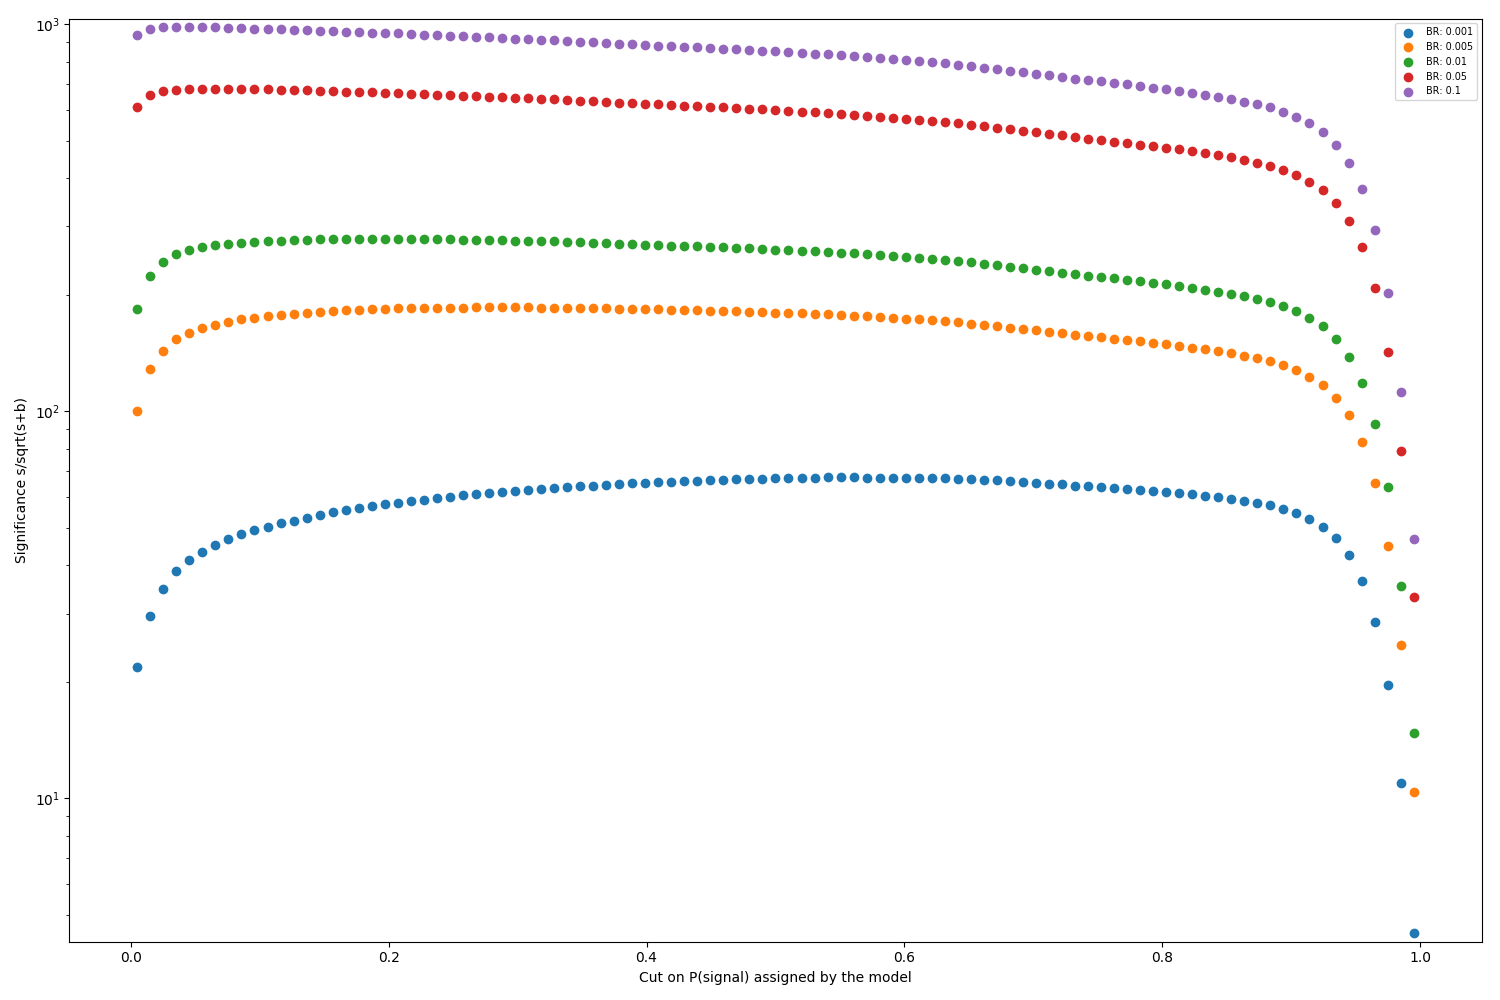 10³
10²
10¹
Significance s/sqrt(s+b)
BR: 0.001
BR: 0.005
BR: 0.01
BR: 0.05
BR: 0.1
0.0 0.2 0.4 0.6 0.8 1.0
Cut on P(signal) assigned by the model